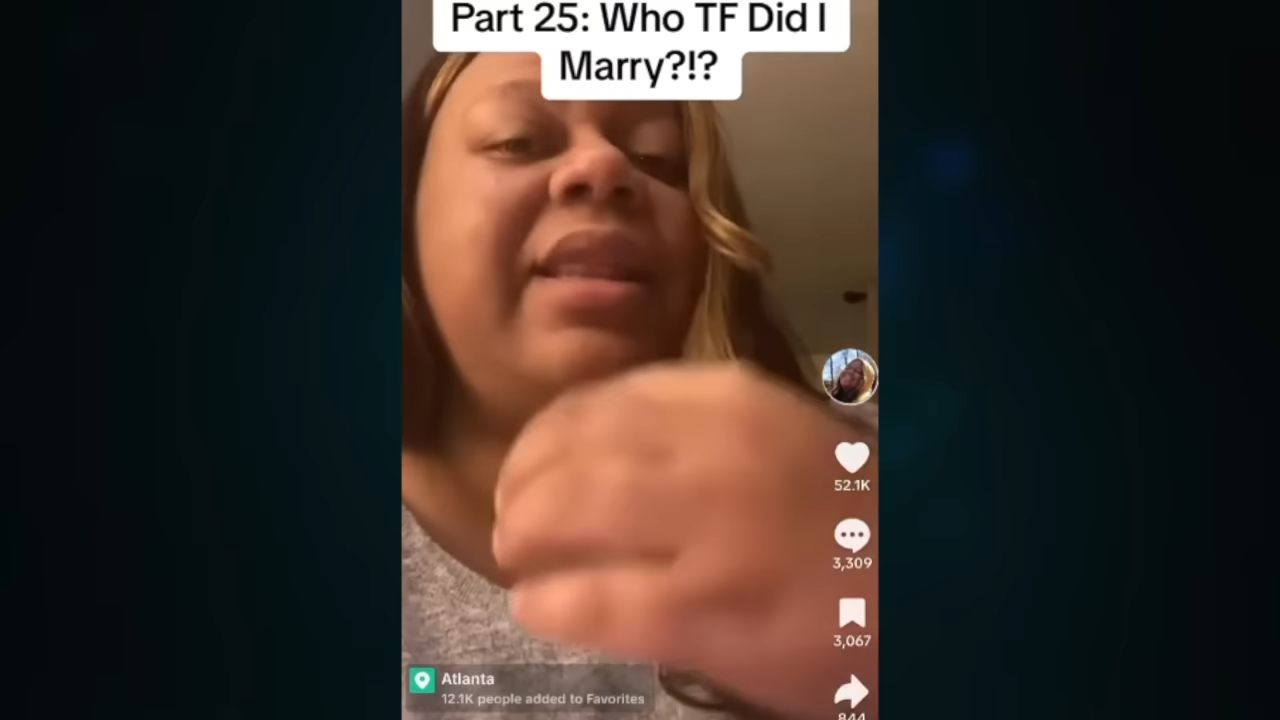 Part 25: Who TF Did I
Marry?!?
52.1K
3,309
3,067
844
Atlanta
12.1K people added to Favorites